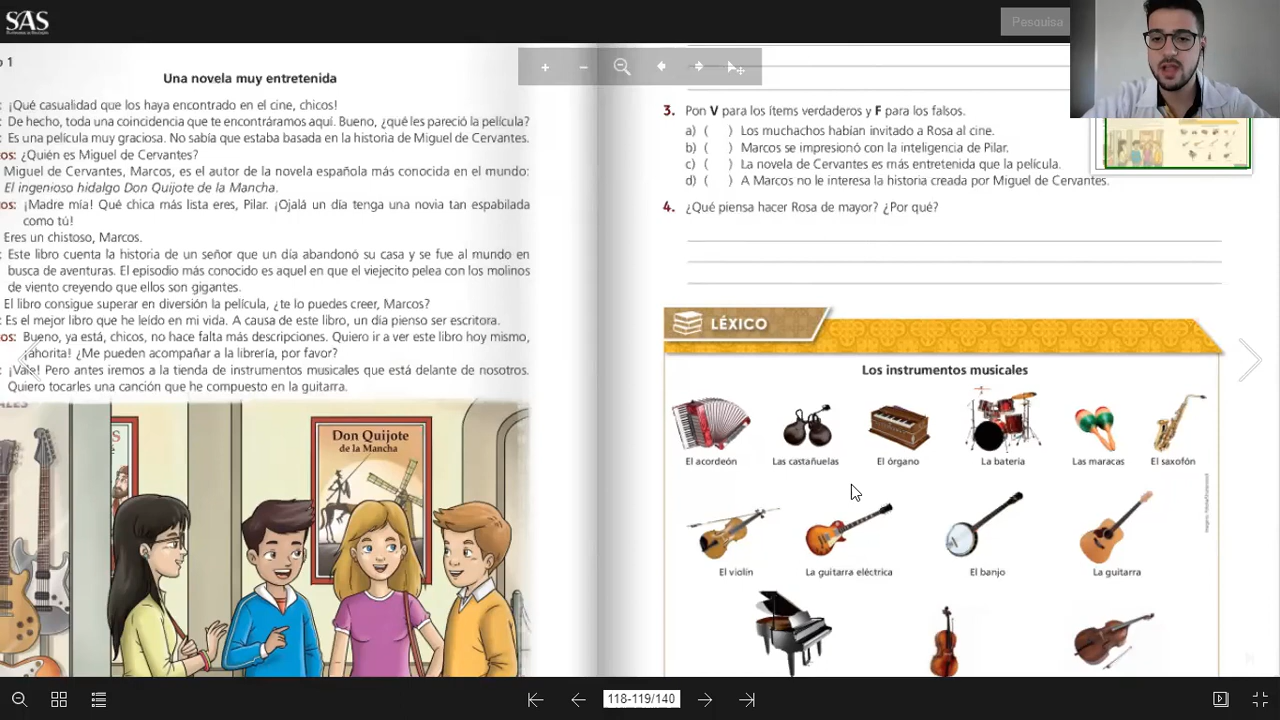 SAS
Pesquisa
o 1
Una novela muy entretenida
: ¡Qué casualidad que los haya encontrado en el cine, chicos!
: De hecho, toda una coincidencia que te encontráramos aquí. Bueno, ¿qué les pareció la película?
: Es una película muy graciosa. No sabía que estaba basada en la historia de Miguel de Cervantes.
os: ¿Quién es Miguel de Cervantes?
Miguel de Cervantes, Marcos, es el autor de la novela española más conocida en el mundo:
El ingenioso hidalgo Don Quijote de la Mancha.
os: ¡Madre mía! Qué chica más lista eres, Pilar. ¡Ojalá un día tenga una novia tan espabilada
como tú!
Eres un chistoso, Marcos.
: Este libro cuenta la historia de un señor que un día abandonó su casa y se fue al mundo en
busca de aventuras. El episodio más conocido es aquel en que el viejecito pelea con los molinos
de viento creyendo que ellos son gigantes.
El libro consigue superar en diversión la película, ¿te lo puedes creer, Marcos?
: Es el mejor libro que he leído en mi vida. A causa de este libro, un día pienso ser escritora.
os: Bueno, ya está, chicos, no hace falta más descripciones. Quiero ir a ver este libro hoy mismo,
¡ahorita! ¿Me pueden acompañar a la librería, por favor?
: ¡Vale! Pero antes iremos a la tienda de instrumentos musicales que está delante de nosotros.
Quiero tocarles una canción que he compuesto en la guitarra.
ALES
Don Quijote
de la Mancha
3. Pon V para los ítems verdaderos y F para los falsos.
a) ( ) Los muchachos habían invitado a Rosa al cine.
b) ( ) Marcos se impresionó con la inteligencia de Pilar.
c) ( ) La novela de Cervantes es más entretenida que la película.
d) ( ) A Marcos no le interesa la historia creada por Miguel de Cervantes.
4. ¿Qué piensa hacer Rosa de mayor? ¿Por qué?
LÉXICO
Los instrumentos musicales
El acordeón Las castañuelas El órgano La batería Las maracas El saxofón
El violín La guitarra eléctrica El banjo La guitarra
118-119/140